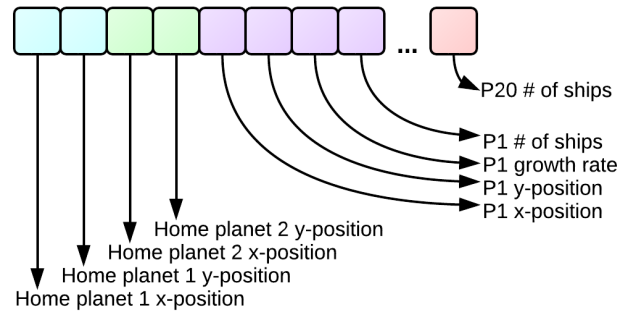 ...
P20 # of ships
P1 # of ships
P1 growth rate
P1 y-position
P1 x-position
Home planet 2 y-position
Home planet 2 x-position
Home planet 1 y-position
Home planet 1 x-position